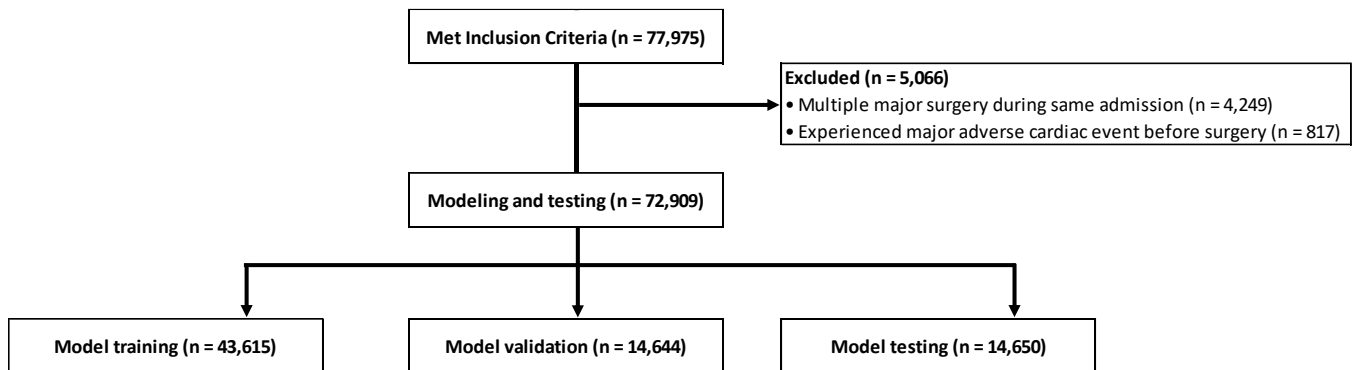 Met Inclusion Criteria (n = 77,975)
Excluded (n = 5,066)
• Multiple major surgery during same admission (n = 4,249)
• Experienced major adverse cardiac event before surgery (n = 817)
Modeling and testing (n = 72,909)
Model training (n = 43,615)
Model validation (n = 14,644)
Model testing (n = 14,650)